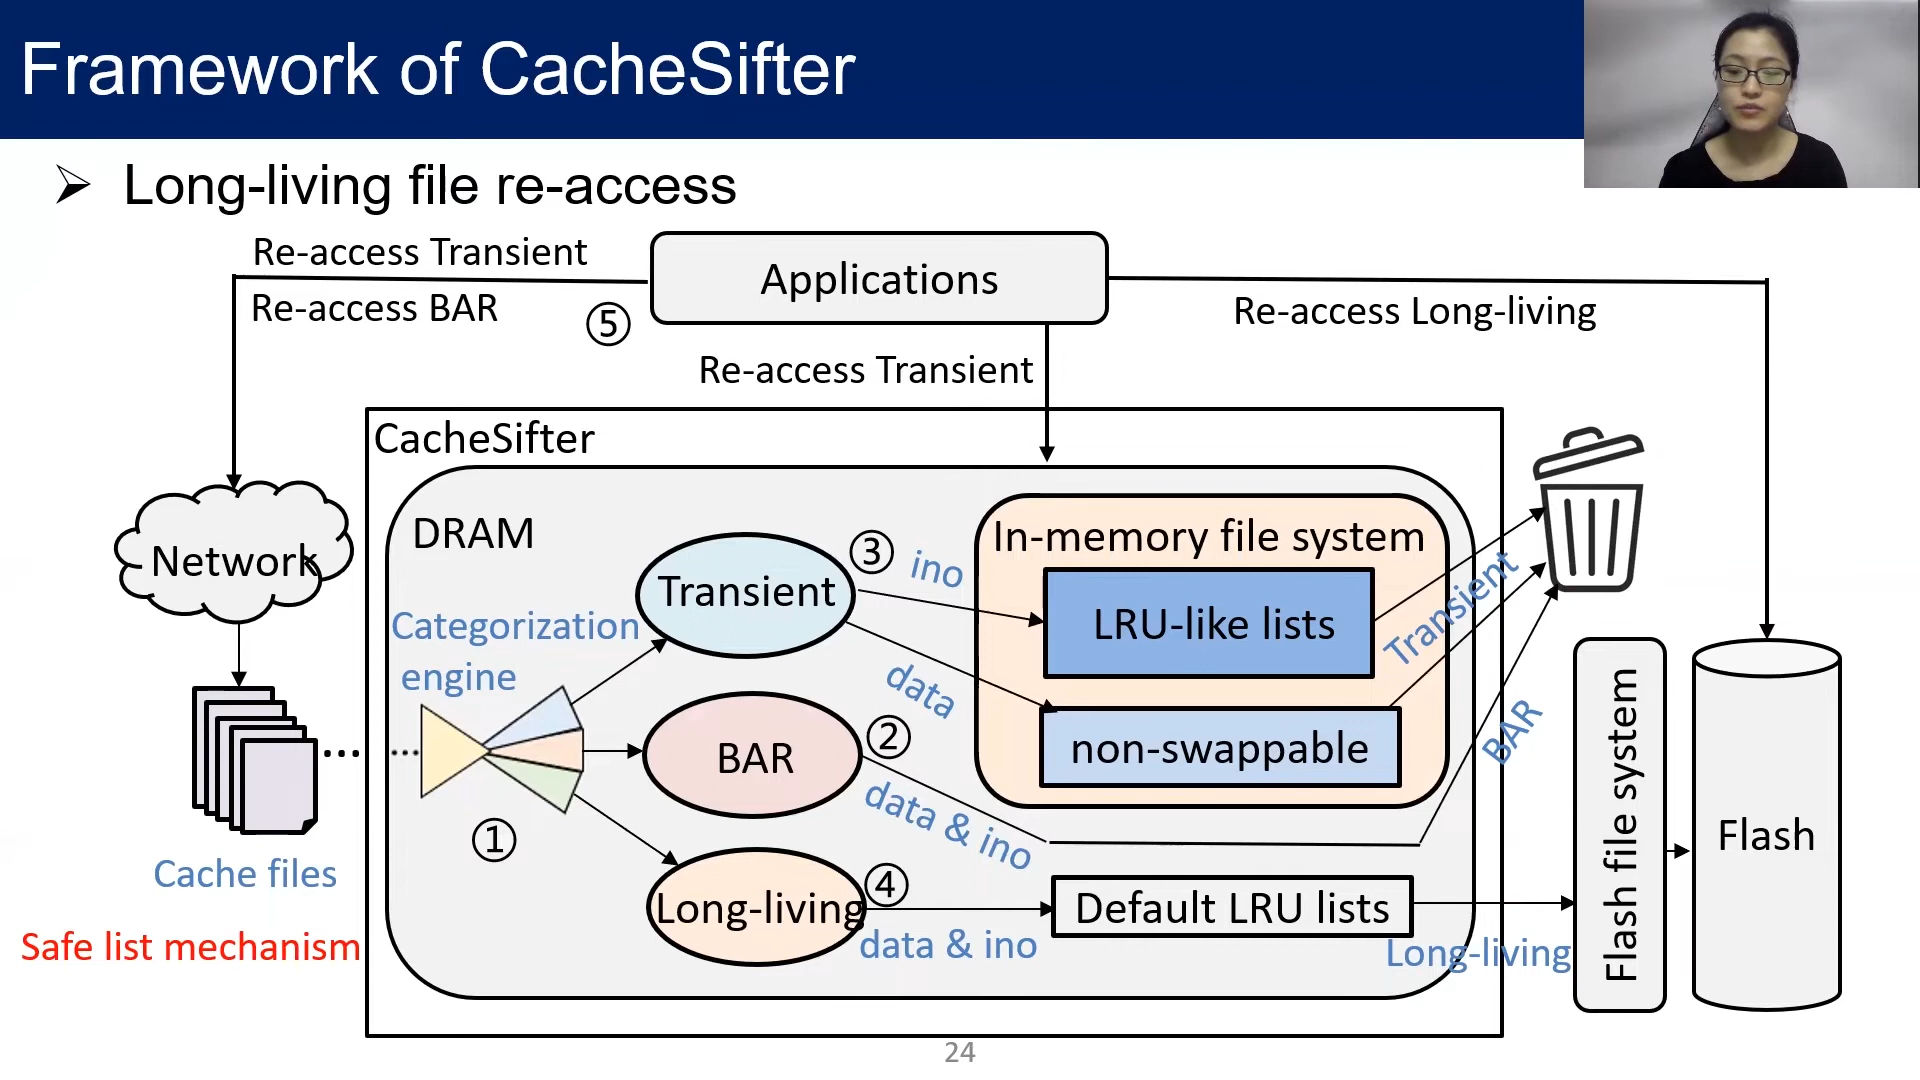 Framework of CacheSifter
Long-living file re-access
Re-access Transient
Re-access BAR
⑤
Applications
Re-access Long-living
Re-access Transient
CacheSifter
DRAM
Network
Cache files
Safe list mechanism
Categorization
engine
①
Transient
③
ino
data
BAR
②
data & ino
Long-living
④
data & ino
In-memory file system
LRU-like lists
non-swappable
Default LRU lists
Transient
BAR
Long-living
Flash file system
Flash
24